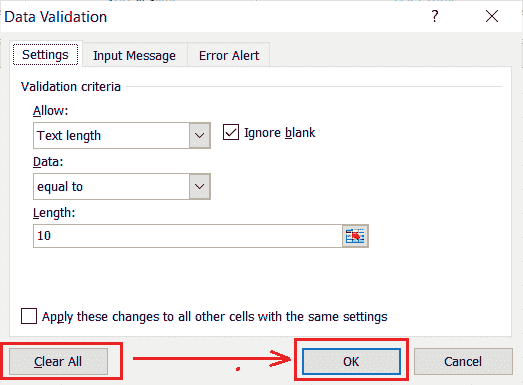 Data Validation ? ×
Settings Input Message Error Alert
Validation criteria
Allow:
Text length Ignore blank
Data:
equal to
Length:
10
Apply these changes to all other cells with the same settings
Clear All OK Cancel